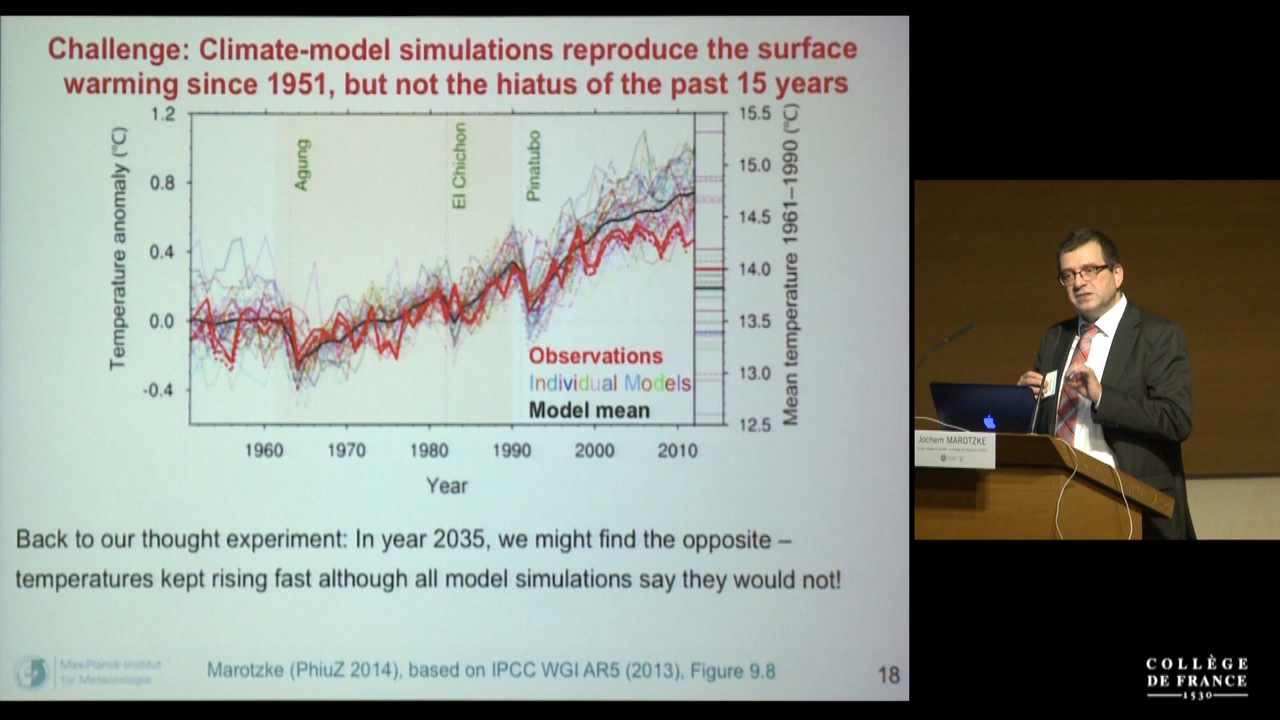 Challenge: Climate-model simulations reproduce the surface
warming since 1951, but not the hiatus of the past 15 years
Temperature anomaly (°C)
1.2
0.8
0.4
0.0
-0.4
Agung
El Chichon
Pinatubo
Observations
Individual Models
Model mean
15.5
15.0
14.5
14.0
13.5
13.0
12.5
Mean temperature 1961–1990 (°C)
1960 1970 1980 1990 2000 2010
Year
Back to our thought experiment: In year 2035, we might find the opposite –
temperatures kept rising fast although all model simulations say they would not!
Max-Planck-Institut
für Meteorologie
Marotzke (PhiuZ 2014), based on IPCC WGI AR5 (2013), Figure 9.8
18
Jochem MAROTZKE
COLLÈGE
DE FRANCE
1530